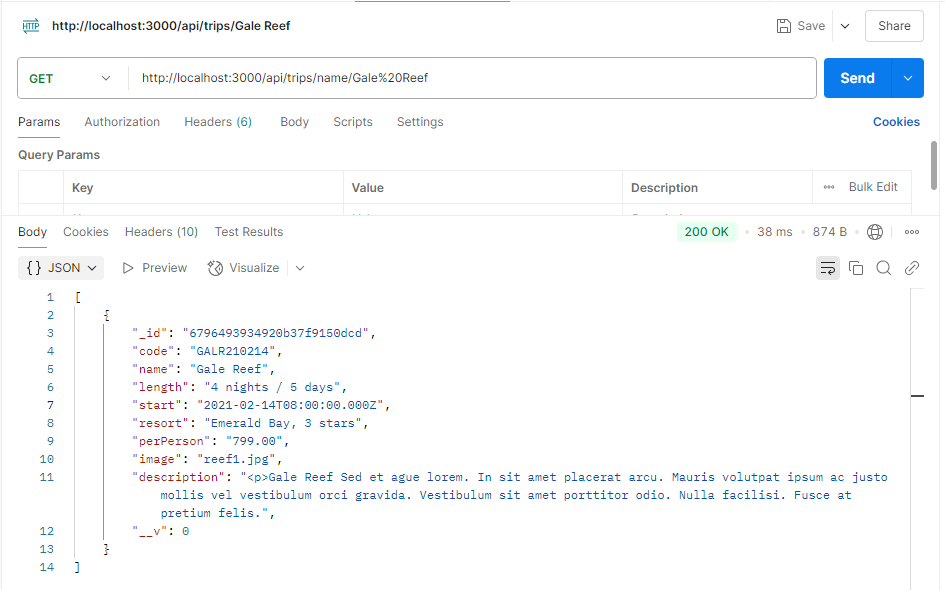 HTTP http://localhost:3000/api/trips/Gale Reef Save Share
GET http://localhost:3000/api/trips/name/Gale%20Reef Send
Params Authorization Headers (6) Body Scripts Settings Cookies
Query Params
Key Value Description Bulk Edit
Body Cookies Headers (10) Test Results 200 OK • 38 ms • 874 B •
{} JSON Preview Visualize
1 [
2 {
3 "_id": "6796493934920b37f9150dcd",
4 "code": "GALR210214",
5 "name": "Gale Reef",
6 "length": "4 nights / 5 days",
7 "start": "2021-02-14T08:00:00.000Z",
8 "resort": "Emerald Bay, 3 stars",
9 "perPerson": "799.00",
10 "image": "reef1.jpg",
11 "description": "<p>Gale Reef Sed et ague lorem. In sit amet placerat arcu. Mauris volutpat ipsum ac justo
mollis vel vestibulum orci gravida. Vestibulum sit amet porttitor odio. Nulla facilisi. Fusce at
pretium felis.",
12 "__v": 0
13 }
14 ]